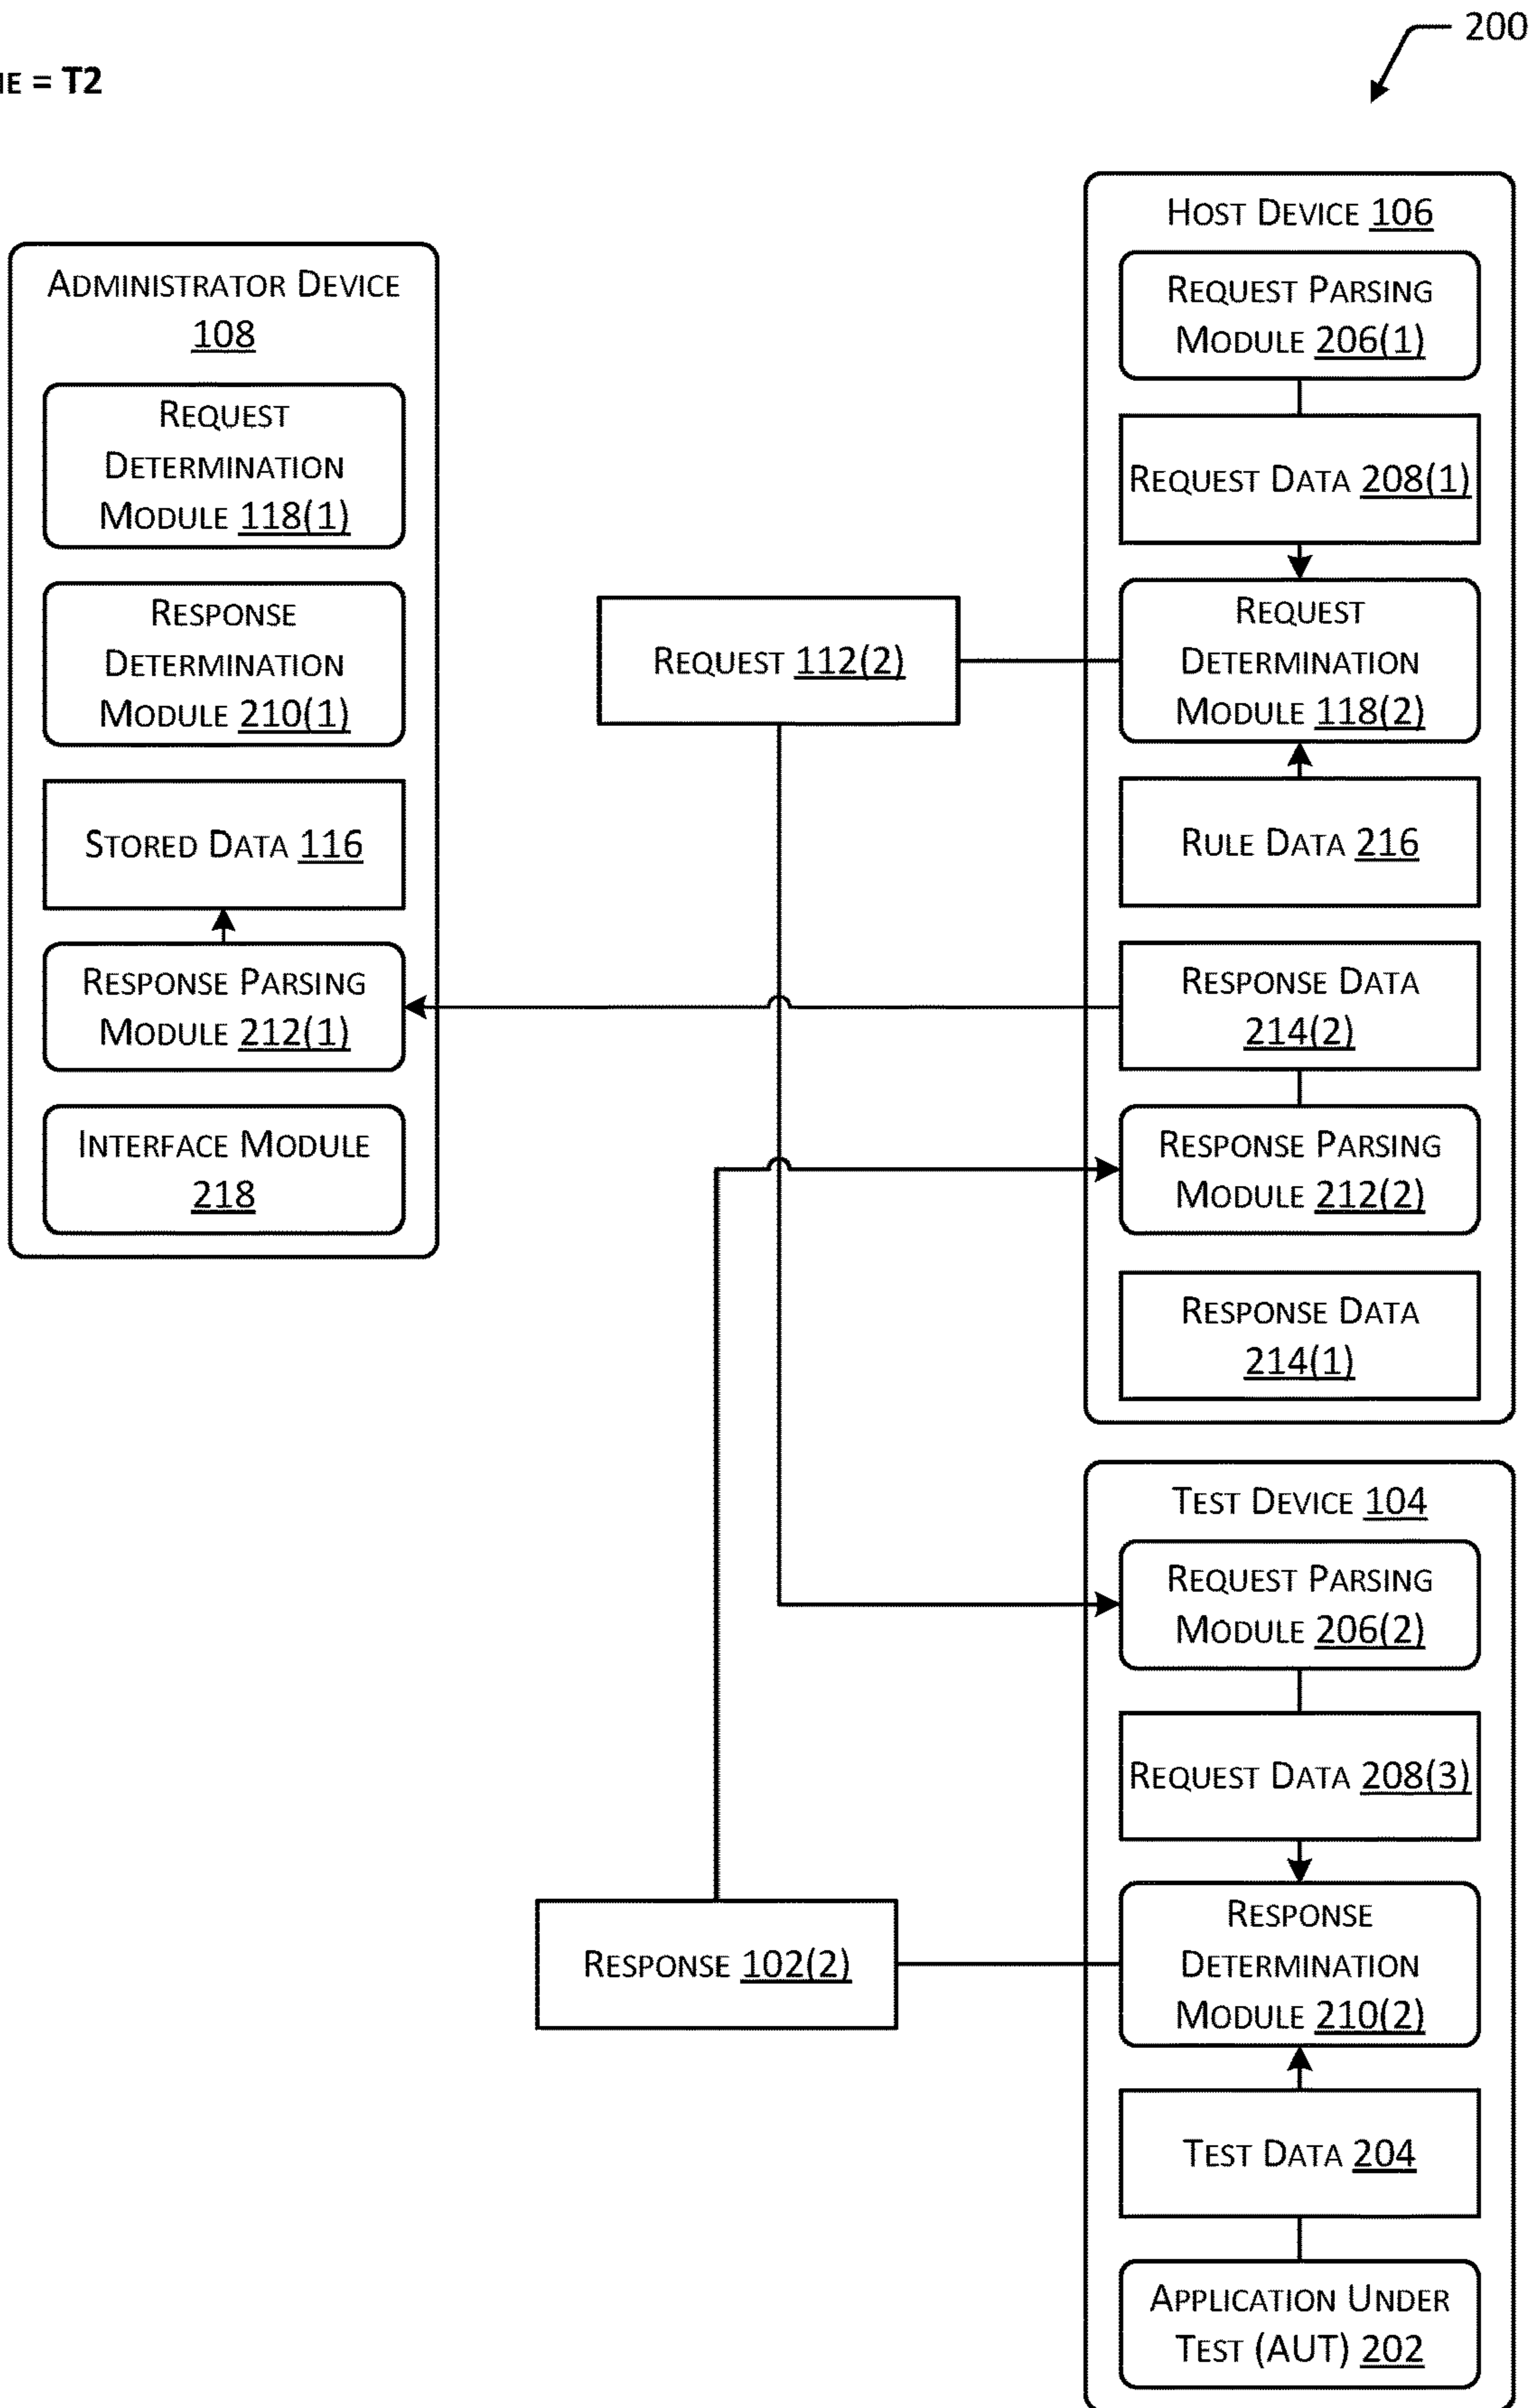 200
= T2
HOST DEVICE 106
REQUEST PARSING
MODULE 206(1)
REQUEST DATA 208(1)
REQUEST
DETERMINATION
MODULE 118(2)
RULE DATA 216
RESPONSE DATA
214(2)
RESPONSE PARSING
MODULE 212(2)
RESPONSE DATA
214(1)
ADMINISTRATOR DEVICE
108
REQUEST
DETERMINATION
MODULE 118(1)
RESPONSE
DETERMINATION
MODULE 210(1)
STORED DATA 116
RESPONSE PARSING
MODULE 212(1)
INTERFACE MODULE
218
REQUEST 112(2)
TEST DEVICE 104
REQUEST PARSING
MODULE 206(2)
REQUEST DATA 208(3)
RESPONSE
DETERMINATION
MODULE 210(2)
TEST DATA 204
APPLICATION UNDER
TEST (AUT) 202
RESPONSE 102(2)